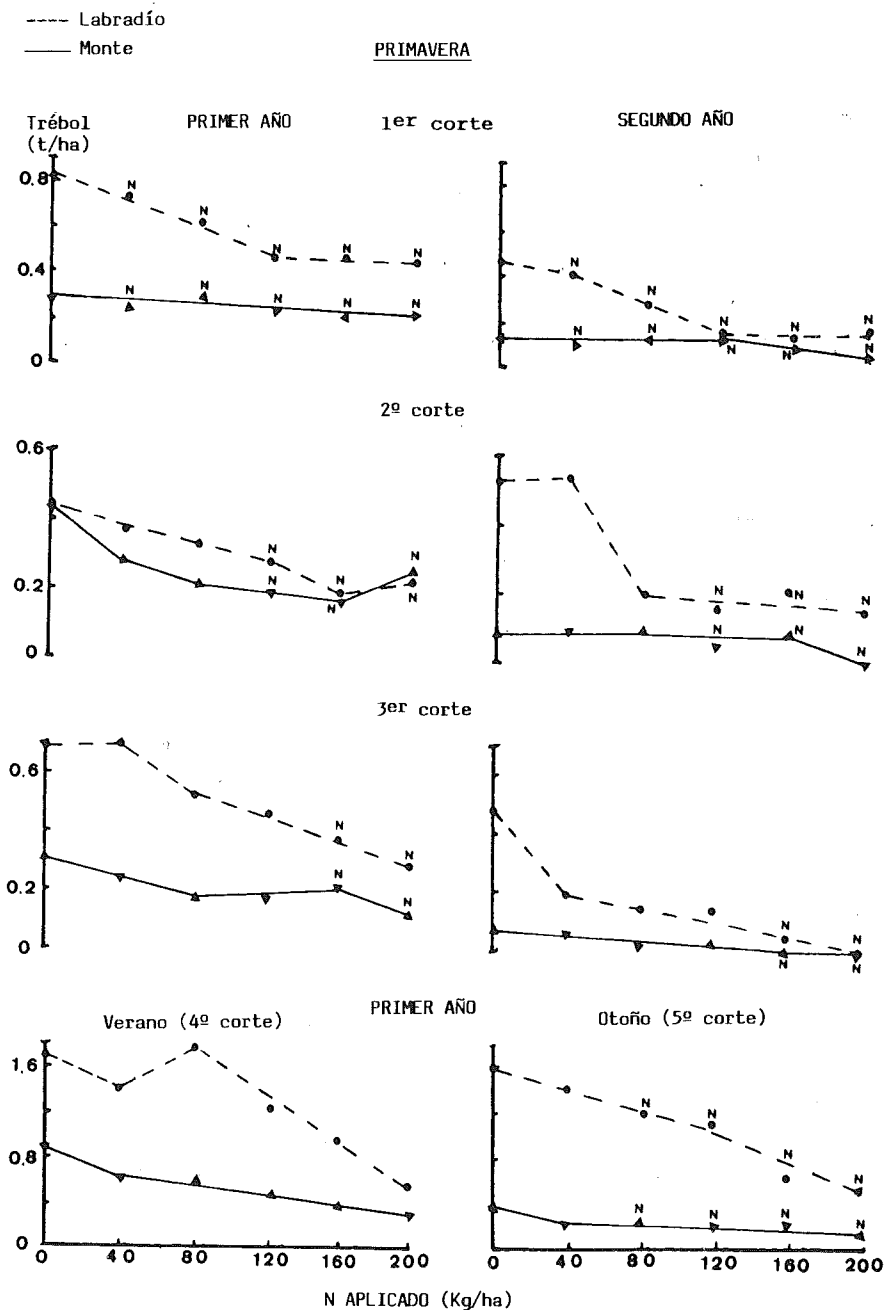 ---- Labradío
—— Monte
PRIMAVERA
Trébol
(t/ha)
PRIMER AÑO
1er corte
SEGUNDO AÑO
0.8
0.4
0
N N N N N
N N N N N
N N N N N
N N N N N
2º corte
0.6
0.2
0
N N N
N N N
N N N
N N N
3er corte
0.6
0.2
0
N N
N N
N N
N N
PRIMER AÑO
Verano (4º corte)
Otoño (5º corte)
1.6
0.8
0
N N N N
N N N N
0 40 80 120 160 200
0 40 80 120 160 200
N APLICADO (Kg/ha)